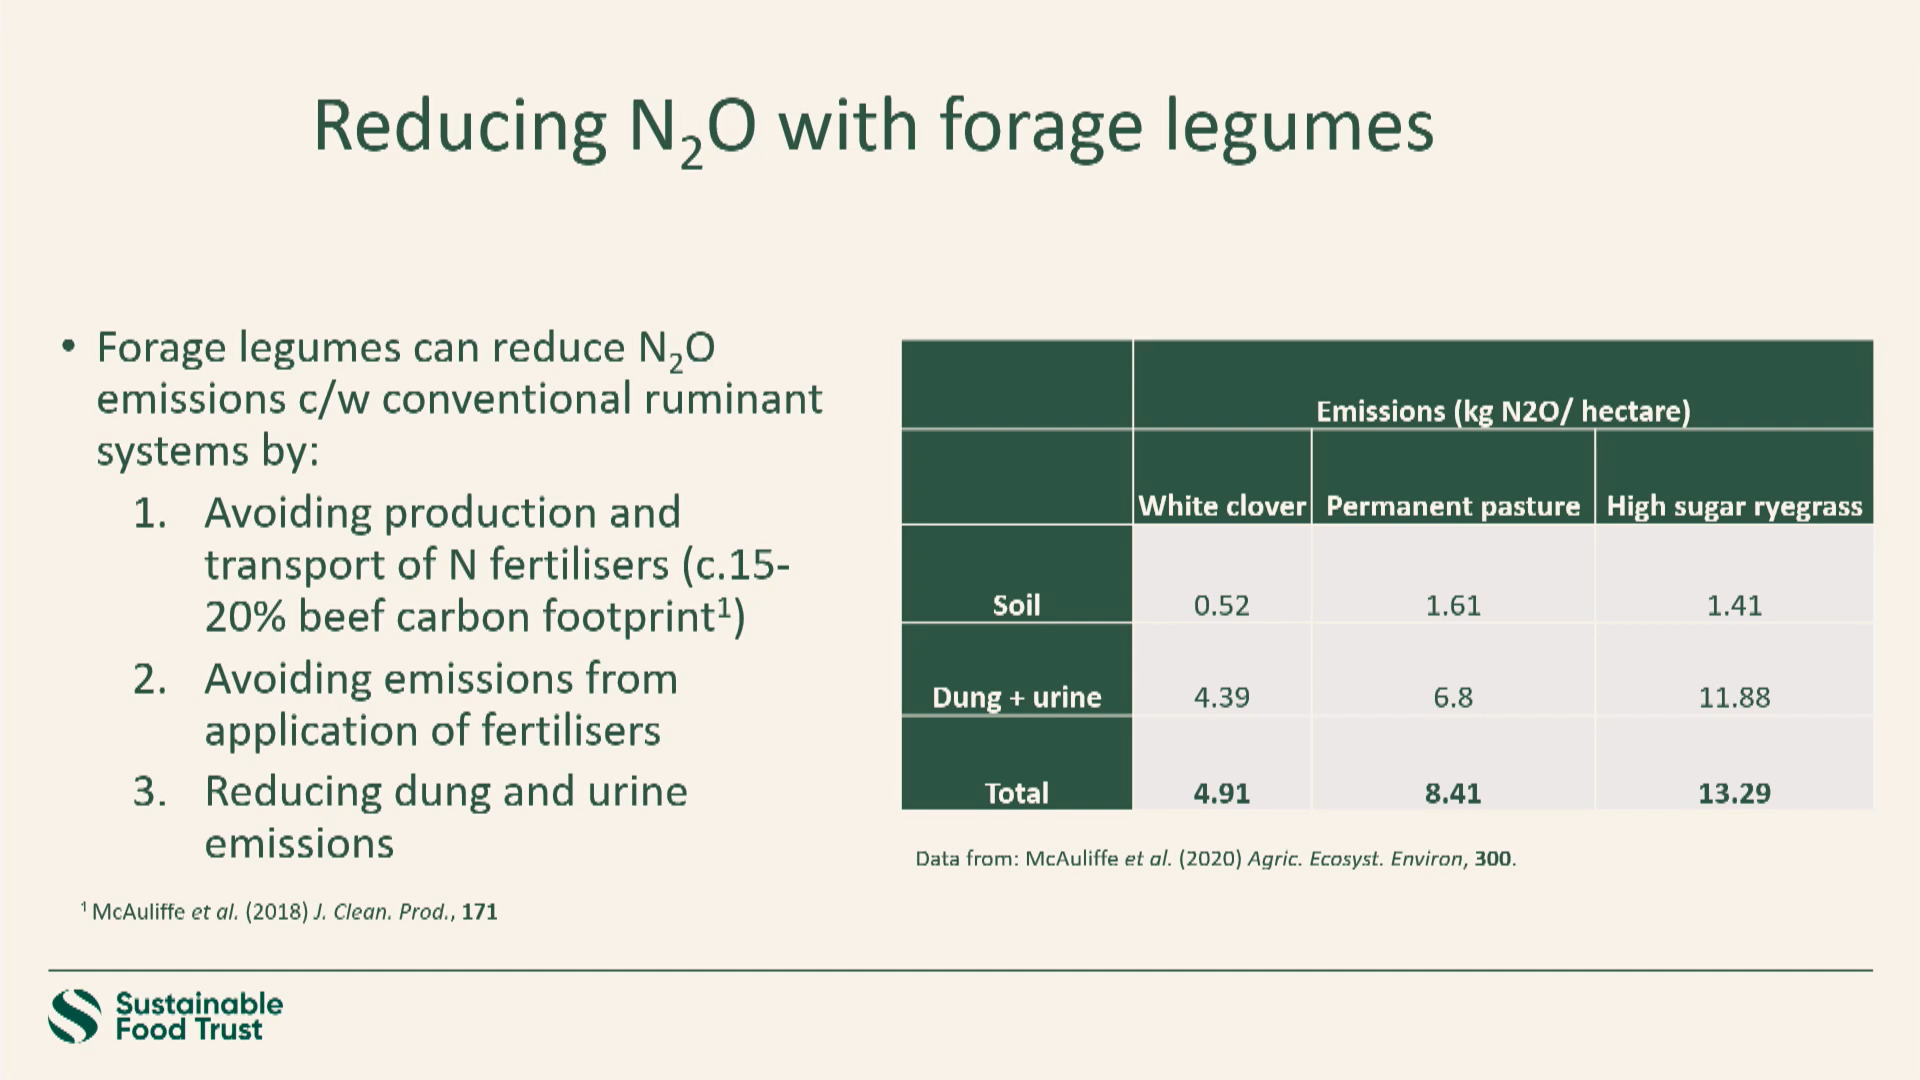 Reducing N₂O with forage legumes
• Forage legumes can reduce N₂O
emissions c/w conventional ruminant
systems by:
1. Avoiding production and
transport of N fertilisers (c.15-
20% beef carbon footprint¹)
2. Avoiding emissions from
application of fertilisers
3. Reducing dung and urine
emissions
¹ McAuliffe et al. (2018) J. Clean. Prod., 171
Emissions (kg N2O/ hectare)
White clover Permanent pasture High sugar ryegrass
Soil 0.52 1.61 1.41
Dung + urine 4.39 6.8 11.88
Total 4.91 8.41 13.29
Data from: McAuliffe et al. (2020) Agric. Ecosyst. Environ, 300.
Sustainable
Food Trust